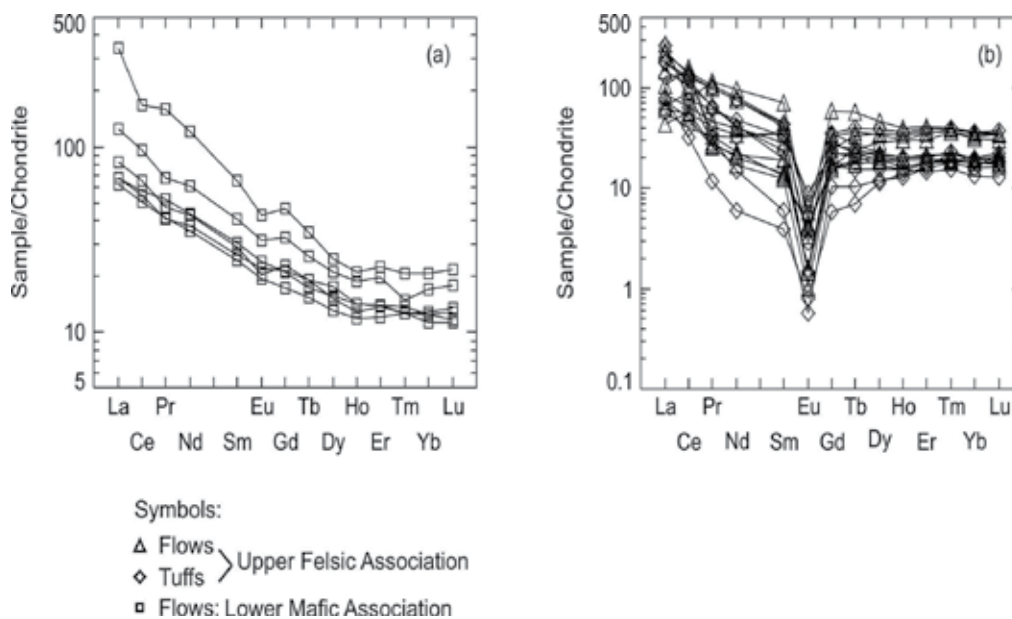 500
(a)
100
10
5
Sample/Chondrite
La Pr Eu Tb Ho Tm Lu
Ce Nd Sm Gd Dy Er Yb
500
(b)
100
10
1
0.1
Sample/Chondrite
La Pr Eu Tb Ho Tm Lu
Ce Nd Sm Gd Dy Er Yb
Symbols:
Flows
Upper Felsic Association
Tuffs
Flows: Lower Mafic Association